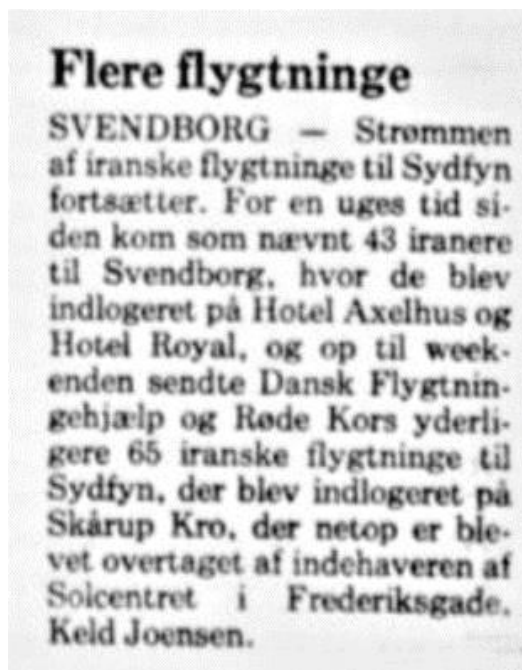 Flere flygtninge
SVENDBORG — Strømmen
af iranske flygtninge til Sydfyn
fortsætter. For en uges tid si-
den kom som nævnt 43 iranere
til Svendborg, hvor de blev
indlogeret på Hotel Axelhus og
Hotel Royal, og op til week-
enden sendte Dansk Flygtnin-
gehjælp og Røde Kors yderli-
gere 65 iranske flygtninge til
Sydfyn, der blev indlogeret på
Skårup Kro, der netop er ble-
vet overtaget af indehaveren af
Solcentret i Frederiksgade,
Keld Joensen.